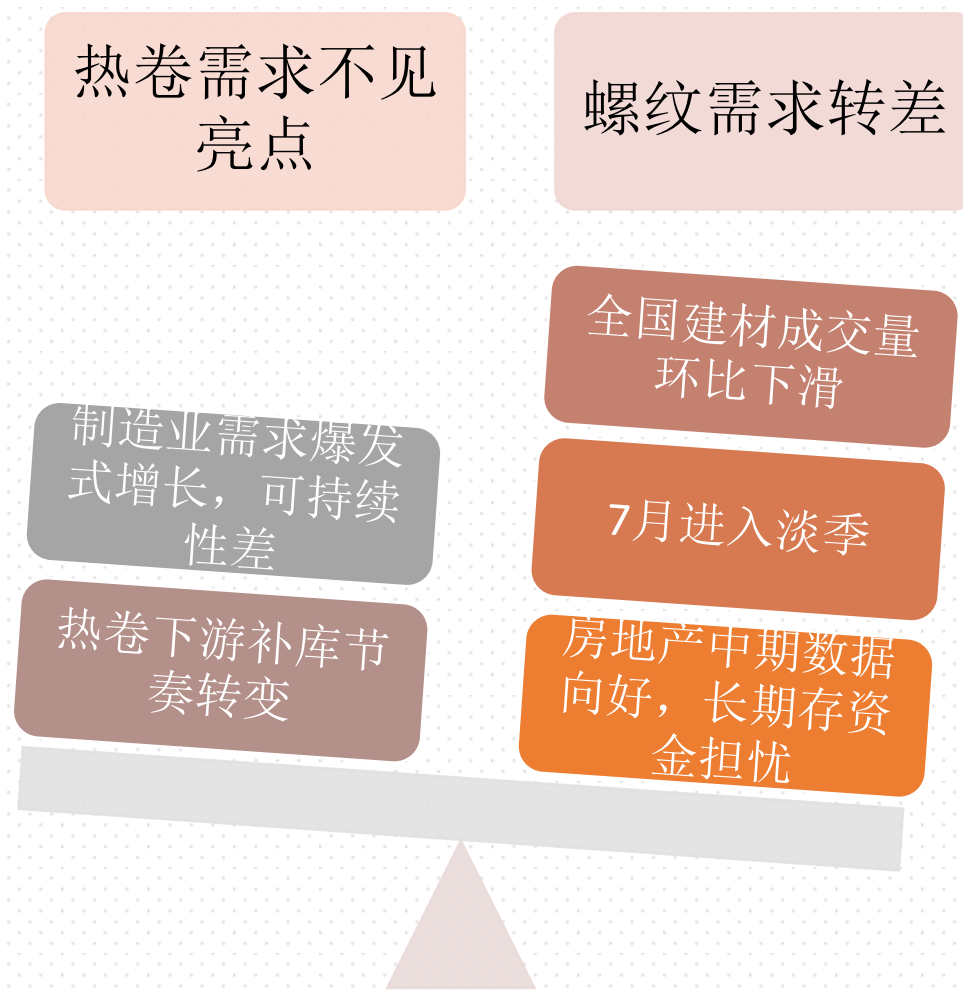 热卷需求不见
亮点
螺纹需求转差
全国建材成交量
环比下滑
制造业需求爆发
式增长，可持续
性差
7月进入淡季
热卷下游补库节
奏转变
房地产中期数据
向好，长期存资
金担忧